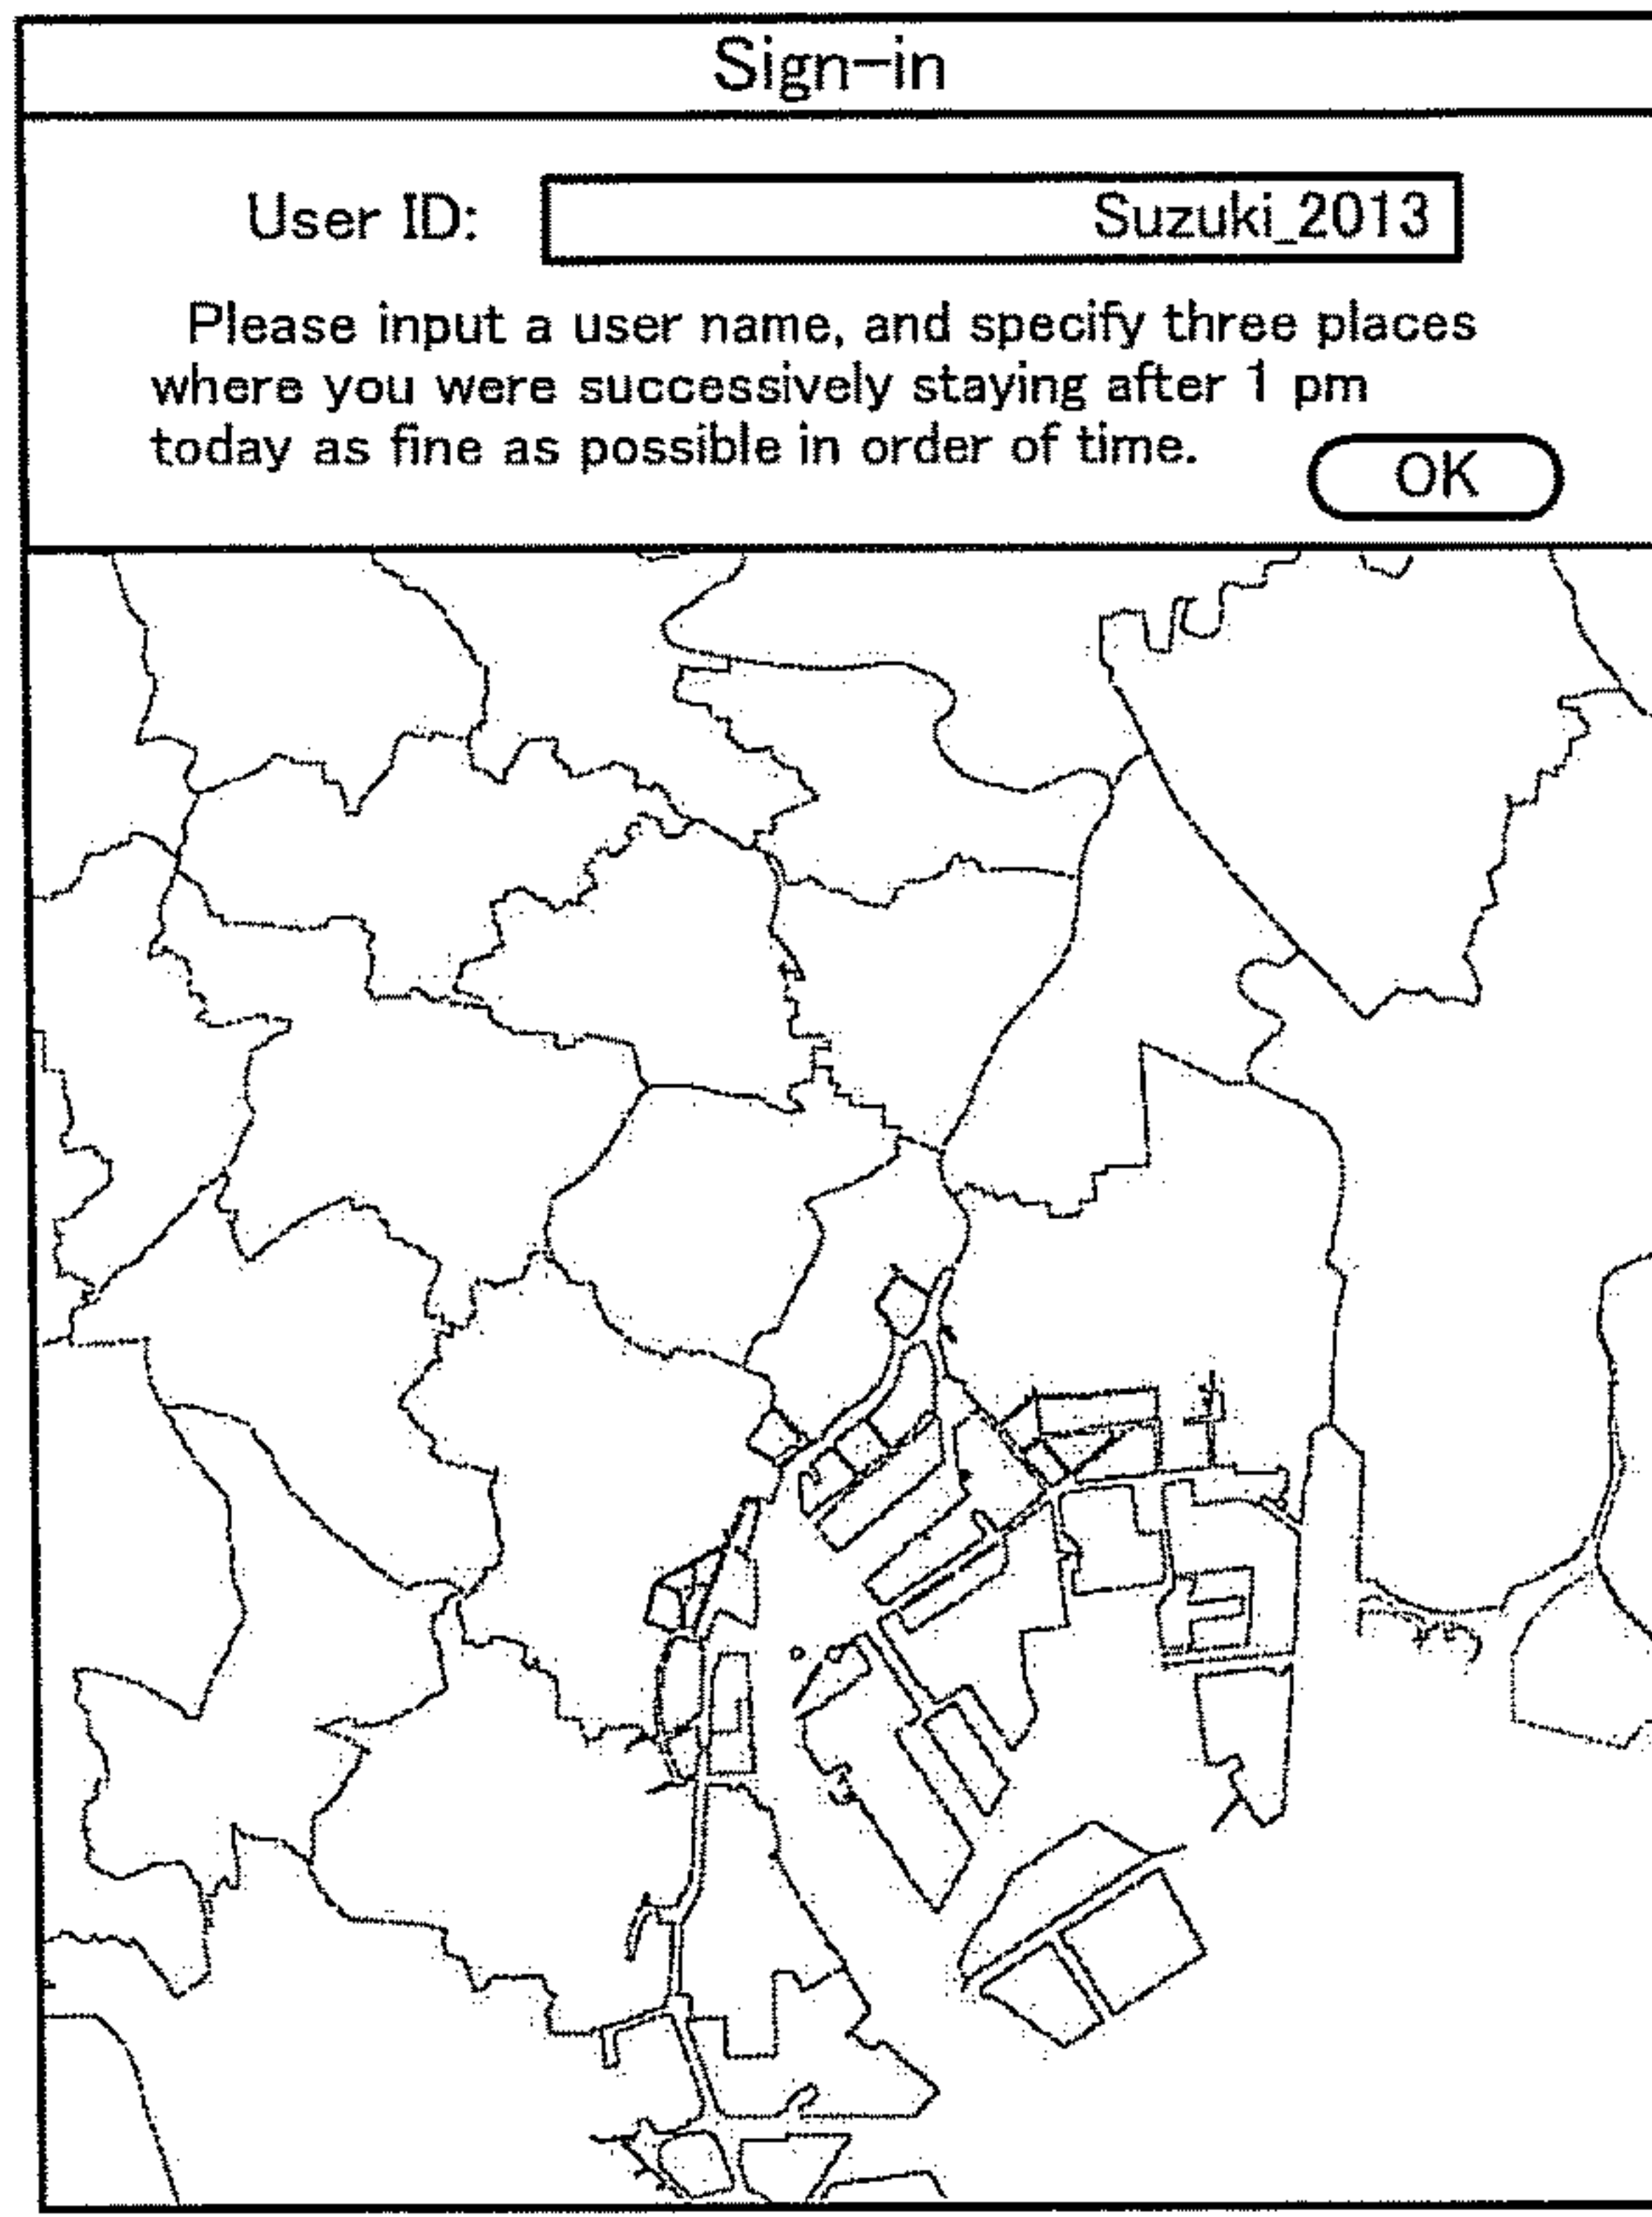 Sign-in
User ID: Suzuki_2013
Please input a user name, and specify three places
where you were successively staying after 1 pm
today as fine as possible in order of time.
OK